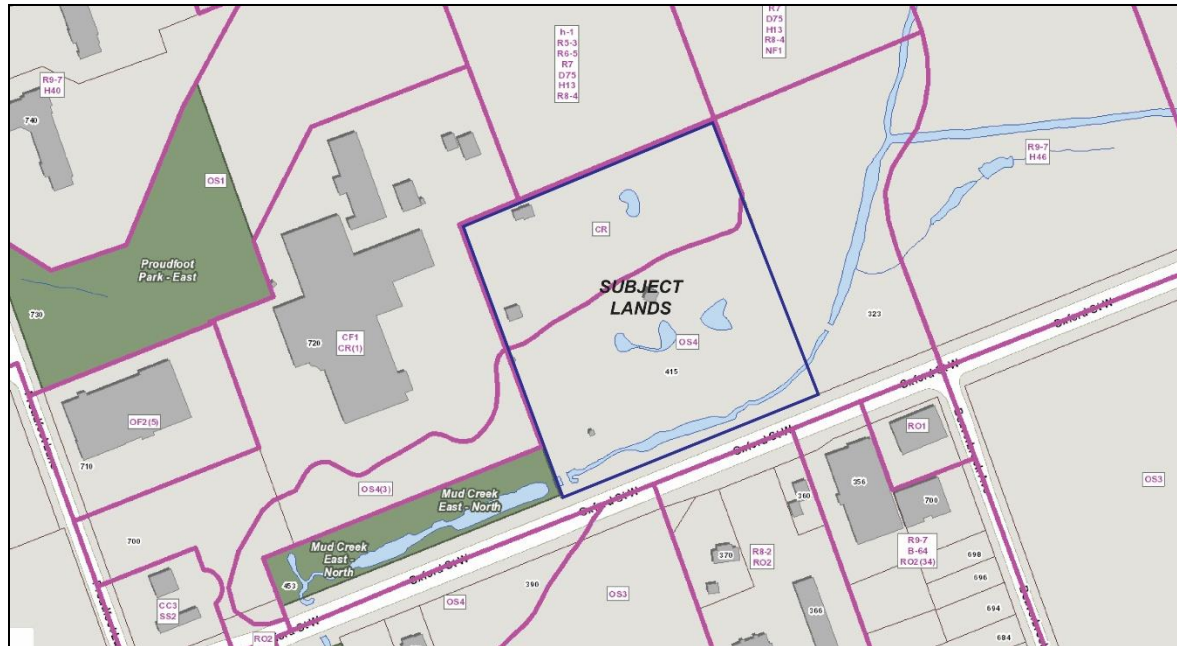 h-1
R5-3
R6-5
R7
D75
H13
R8-4
R7
D75
H13
R8-4
NF1
R9-7
H40
740
OS1
R9-7
H46
CR
Proudfoot
Park - East
SUBJECT
LANDS
730
720
CF1
CR(1)
323
OS4
415
Oxford St W
OF2(5)
Oxford St W
RO1
710
OS4(3)
Mud Creek
East - North
Oxford St W
356
700
OS3
360
700
Mud Creek
East -
North
Oxford St W
370
R8-2
RO2
R9-7
B-64
RO2(34)
698
453
390
OS3
696
CC3
SS2
OS4
366
694
RO2
Oxford St W
684